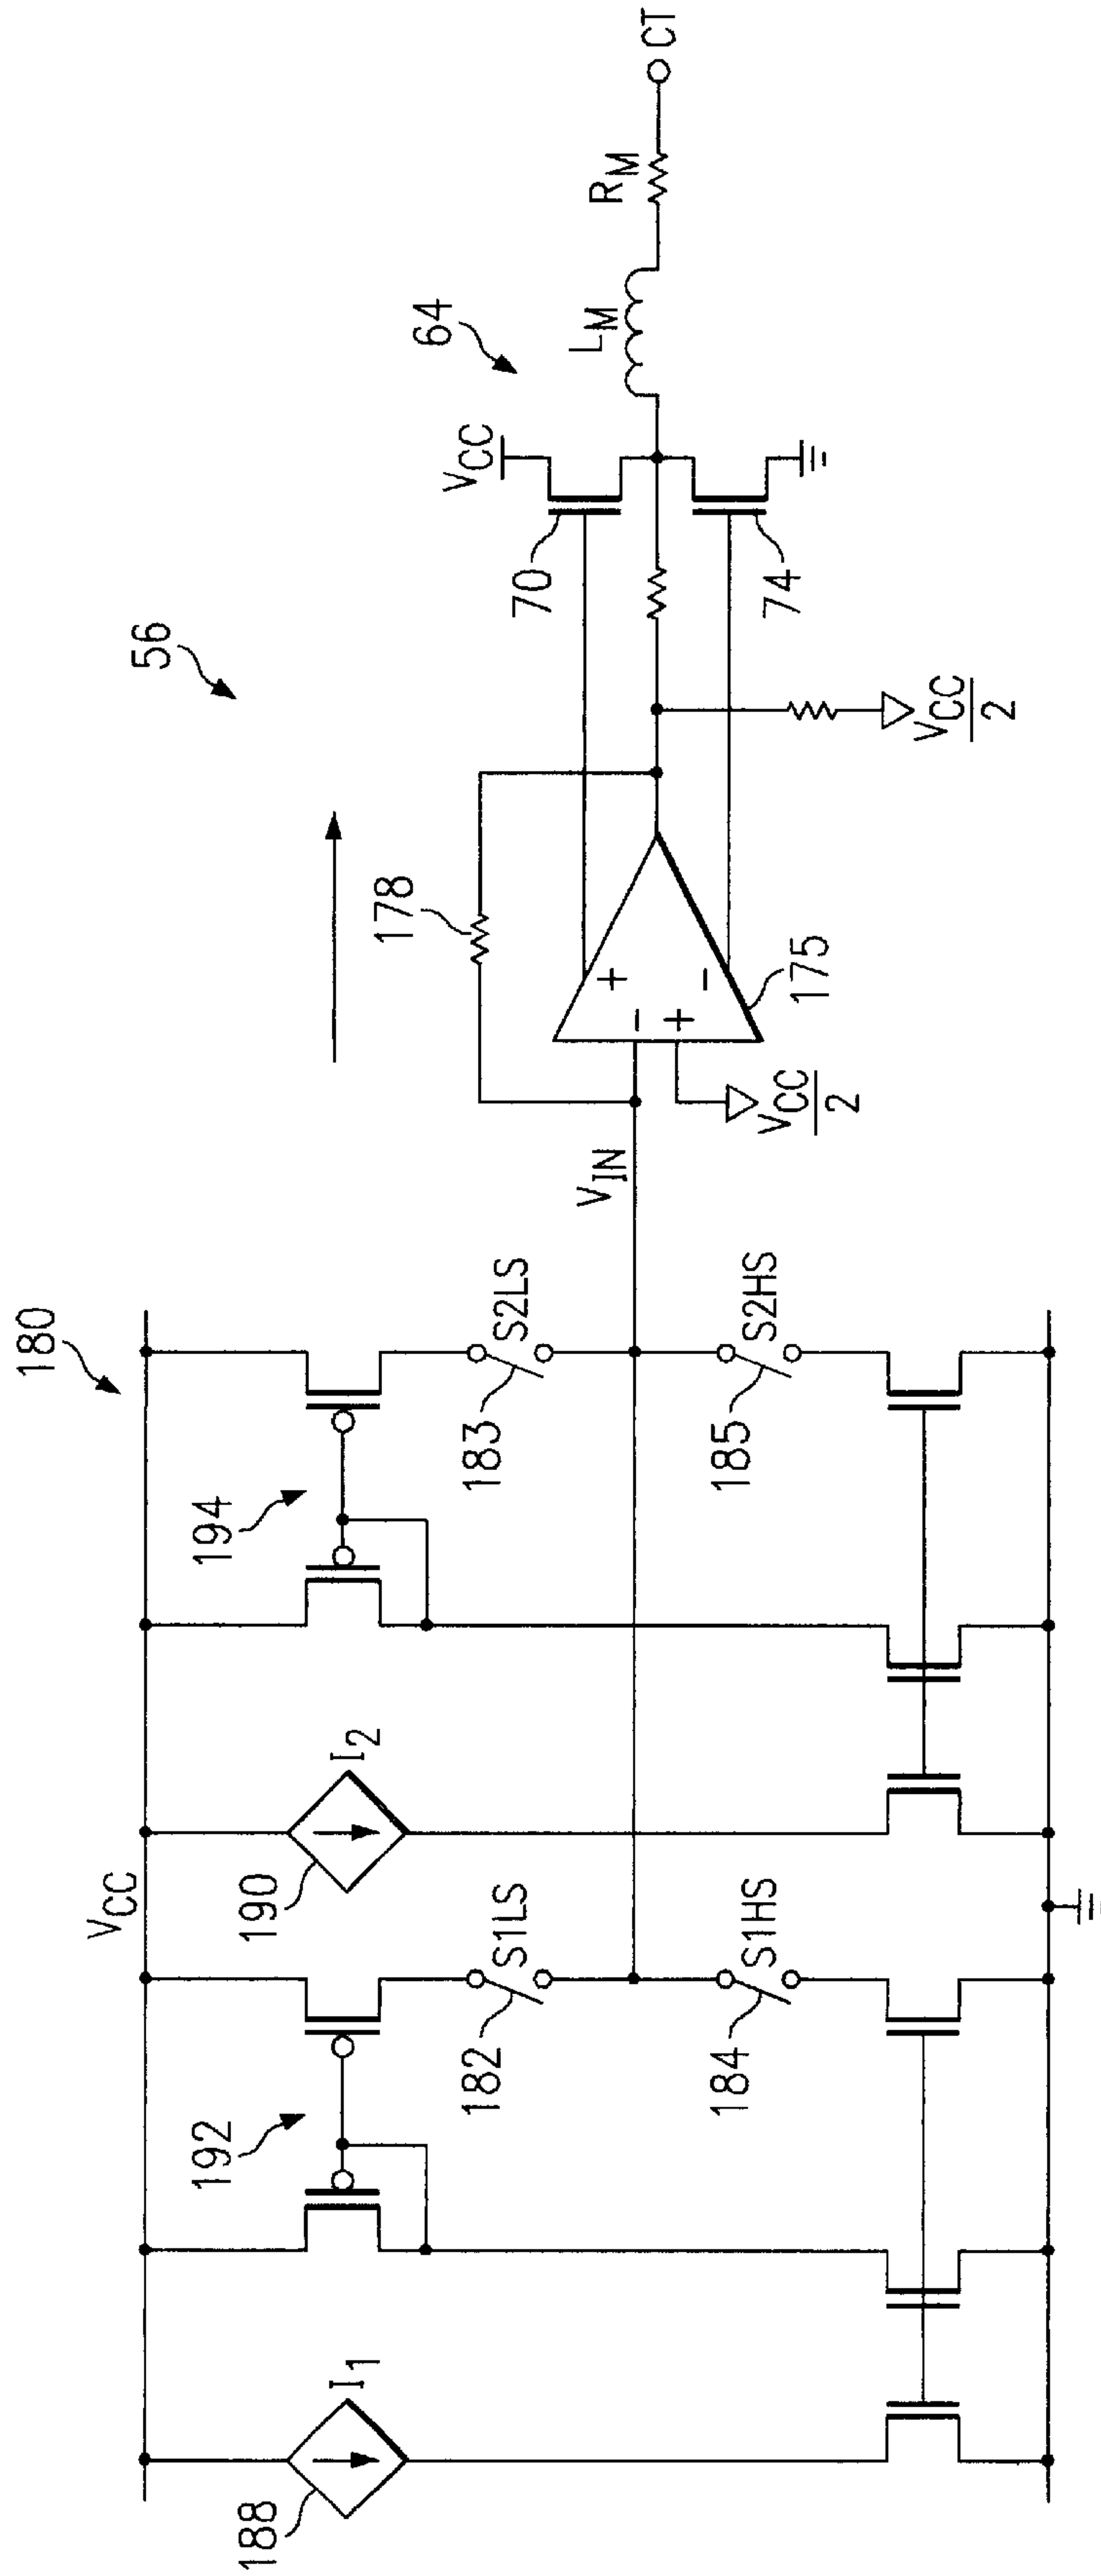 180
56
64
V_CC
188
I₁
192
182
S1LS
184
S1HS
190
I₂
194
183
S2LS
185
S2HS
V_IN
V_CC
2
178
+
−
+
−
175
V_CC
2
70
V_CC
74
L_M
R_M
CT